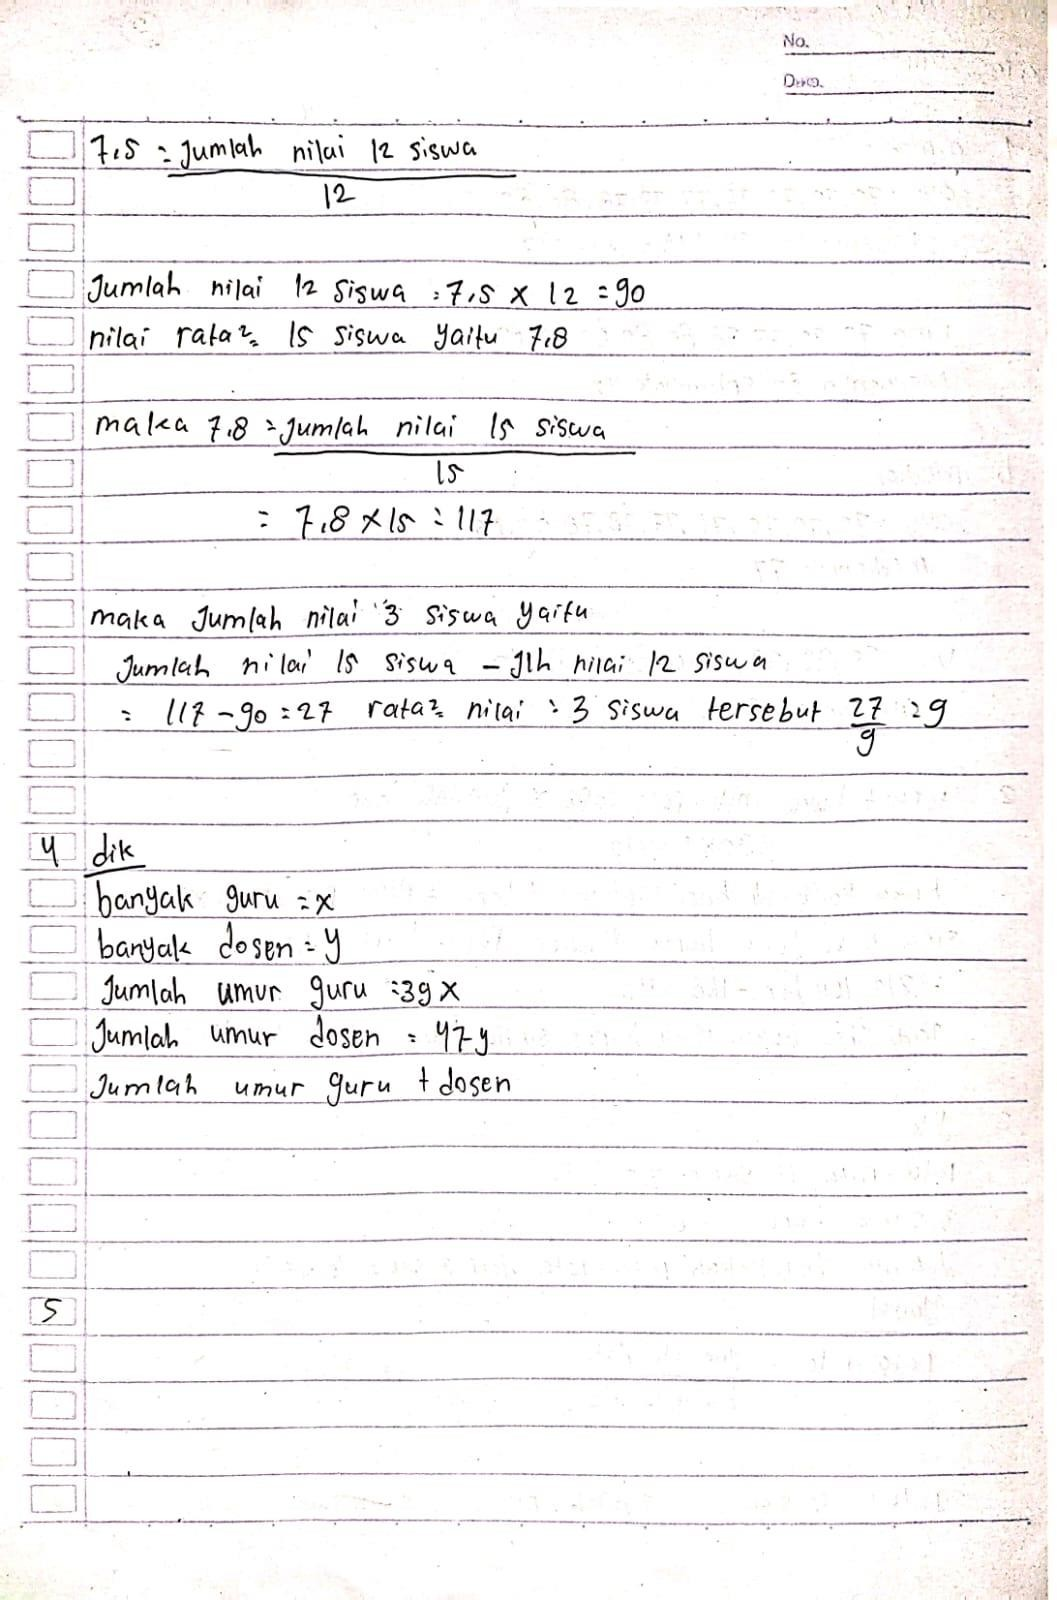 No.
Date.
7,5 = Jumlah nilai 12 siswa
12
Jumlah nilai 12 siswa = 7,5 x 12 = 90
nilai rata2 15 siswa yaitu 7,8
maka 7,8 = Jumlah nilai 15 siswa
15
= 7,8 x 15 = 117
maka Jumlah nilai 3 siswa yaitu
Jumlah nilai 15 siswa - Jlh nilai 12 siswa
= 117 - 90 = 27 rata2 nilai = 3 siswa tersebut 27 = 9
9
4 dik
banyak guru = x
banyak dosen = y
Jumlah umur guru = 39 x
Jumlah umur dosen = 47 y
Jumlah umur guru + dosen
5